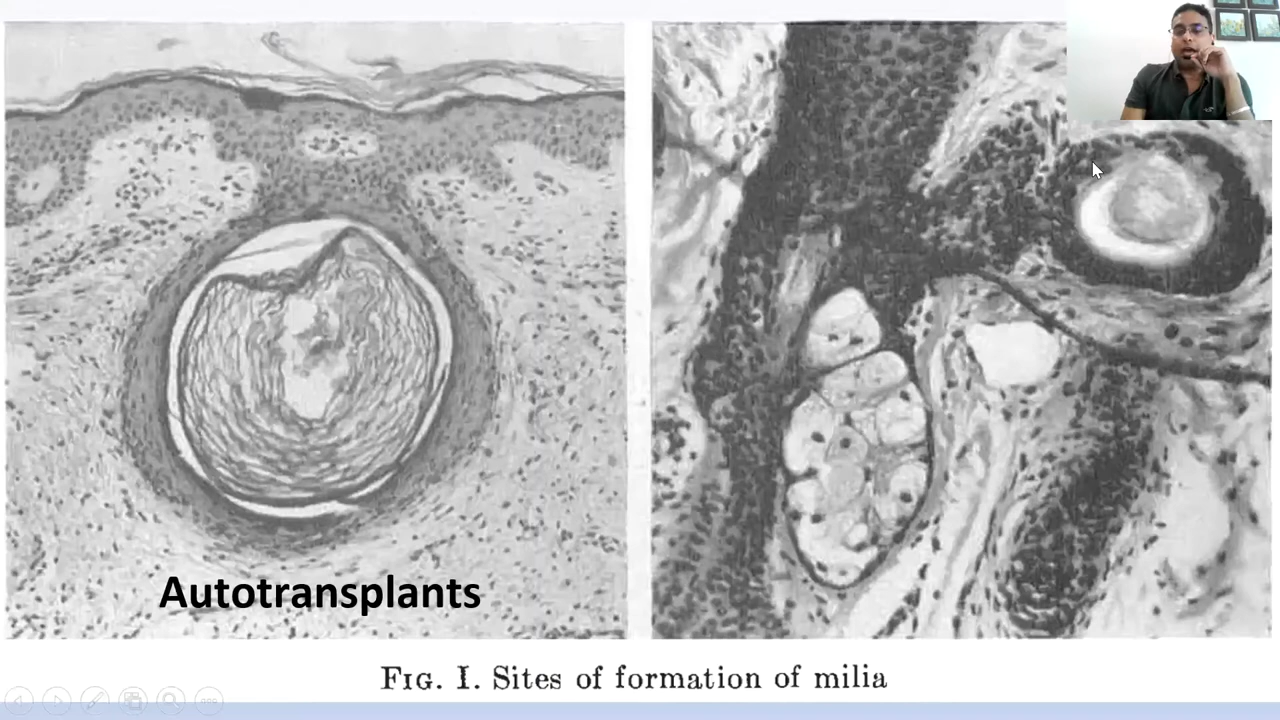 Autotransplants
FIG. I. Sites of formation of milia